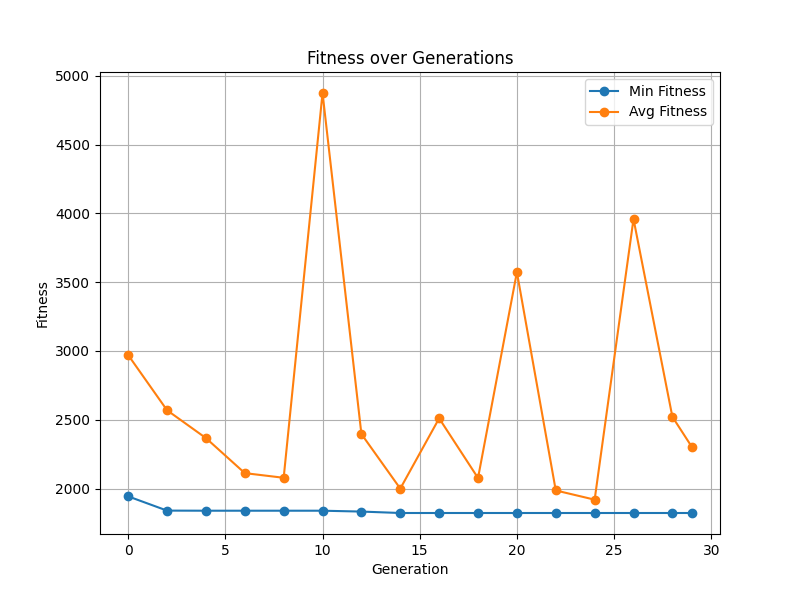 Fitness over Generations
Min Fitness
Avg Fitness
5000
4500
4000
3500
3000
2500
2000
Fitness
0 5 10 15 20 25 30
Generation